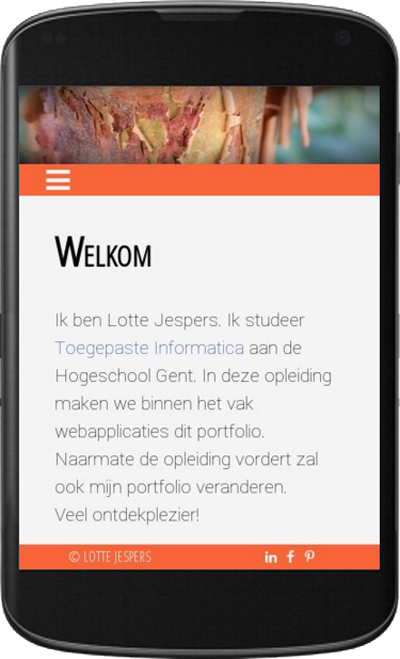 WELKOM
Ik ben Lotte Jespers. Ik studeer
Toegepaste Informatica aan de
Hogeschool Gent. In deze opleiding
maken we binnen het vak
webapplicaties dit portfolio.
Naarmate de opleiding vordert zal
ook mijn portfolio veranderen.
Veel ontdekplezier!
© LOTTE JESPERS